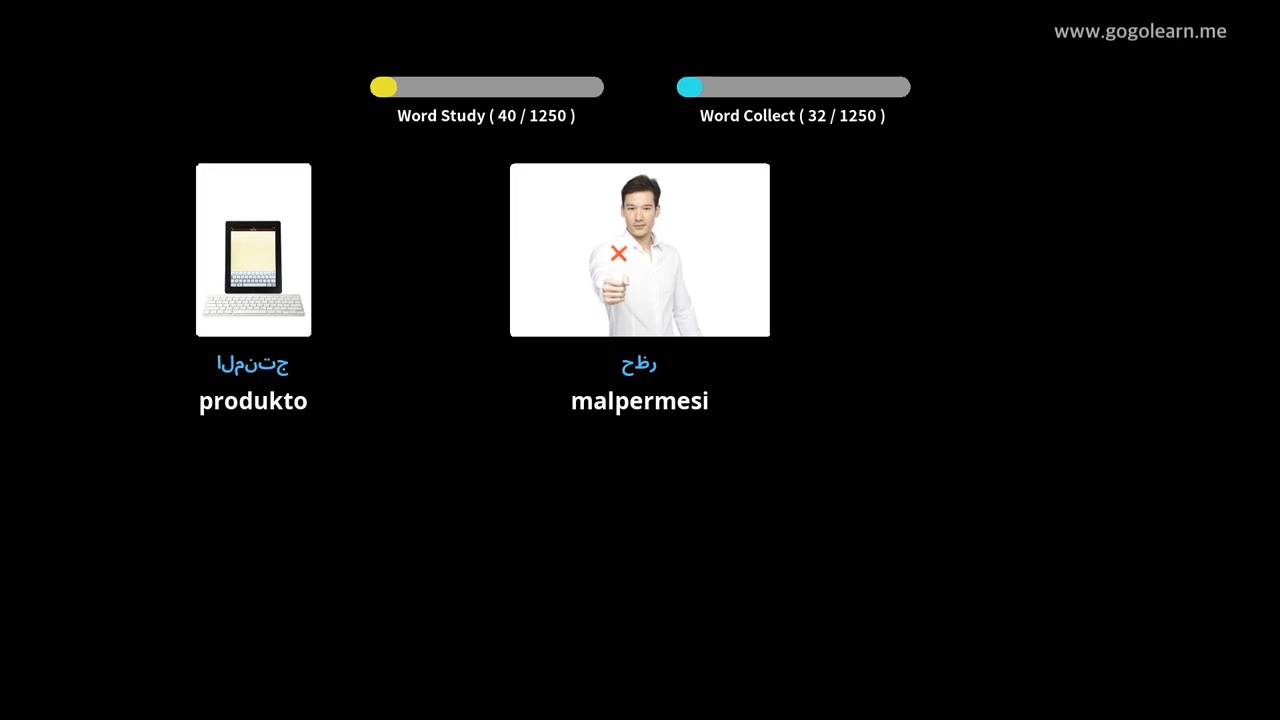 www.gogolearn.me
Word Study ( 40 / 1250 )
Word Collect ( 32 / 1250 )
المنتج
produkto
حظر
malpermesi